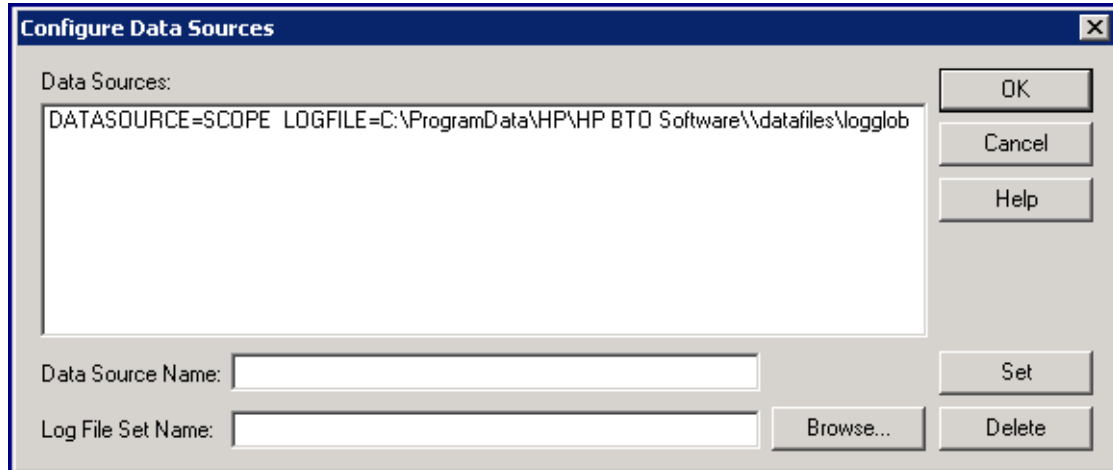 Configure Data Sources
Data Sources:
DATASOURCE=SCOPE LOGFILE=C:\ProgramData\HP\HP BTO Software\\datafiles\logglob
OK
Cancel
Help
Data Source Name:
Set
Log File Set Name:
Browse...
Delete